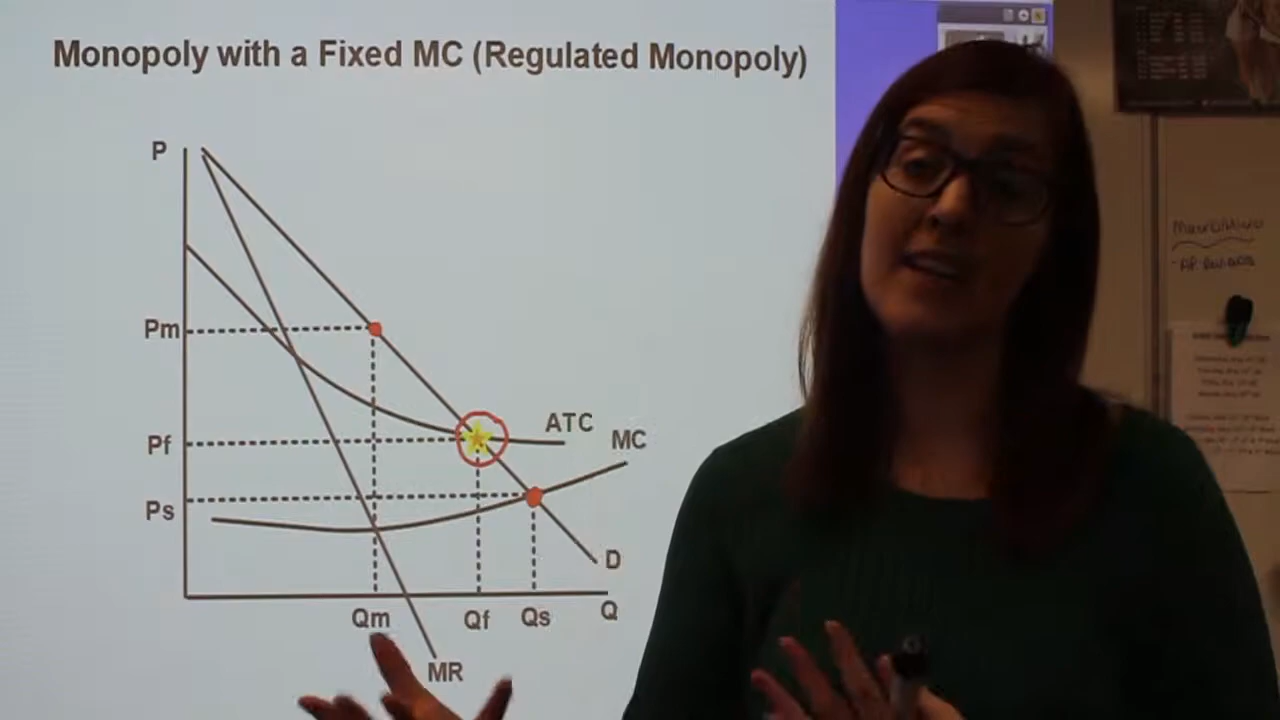 Monopoly with a Fixed MC (Regulated Monopoly)
P
Pm
Pf
Ps
ATC
MC
D
Q
Qm
Qf
Qs
MR